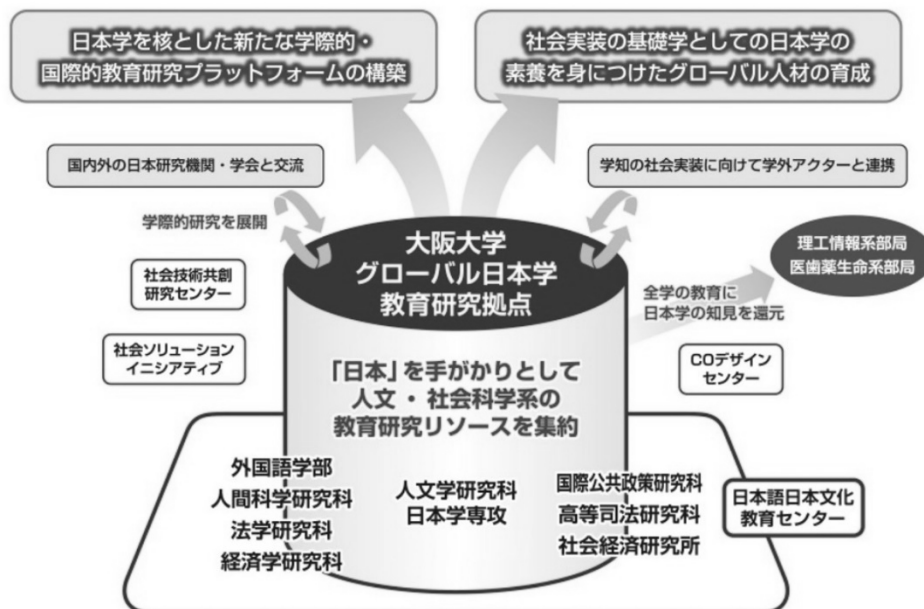 日本学を核とした新たな学際的・
国際的教育研究プラットフォームの構築
社会実装の基礎学としての日本学の
素養を身につけたグローバル人材の育成
国内外の日本研究機関・学会と交流
学知の社会実装に向けて学外アクターと連携
学際的研究を展開
大阪大学
グローバル日本学
教育研究拠点
理工情報系部局
医歯薬生命系部局
社会技術共創
研究センター
全学の教育に
日本学の知見を還元
社会ソリューション
イニシアティブ
COデザイン
センター
「日本」を手がかりとして
人文・社会科学系の
教育研究リソースを集約
外国語学部
人間科学研究科
法学研究科
経済学研究科
人文学研究科
日本学専攻
国際公共政策研究科
高等司法研究科
社会経済研究所
日本語日本文化
教育センター